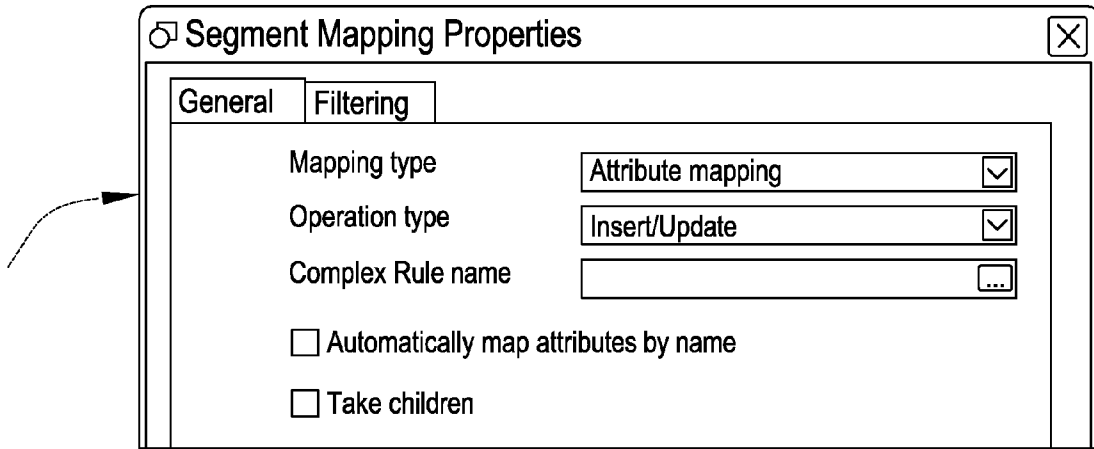 Segment Mapping Properties
General Filtering
Mapping type Attribute mapping
Operation type Insert/Update
Complex Rule name ...
Automatically map attributes by name
Take children